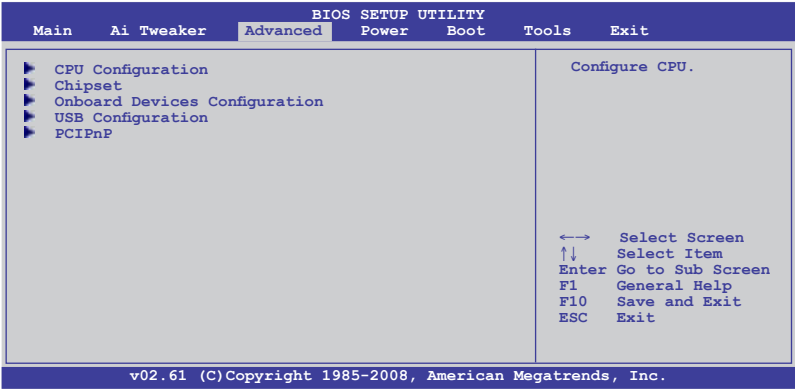 BIOS SETUP UTILITY
Main Ai Tweaker Advanced Power Boot Tools Exit
CPU Configuration
Chipset
Onboard Devices Configuration
USB Configuration
PCIPnP
Configure CPU.
←→ Select Screen
↑↓ Select Item
Enter Go to Sub Screen
F1 General Help
F10 Save and Exit
ESC Exit
v02.61 (C)Copyright 1985-2008, American Megatrends, Inc.